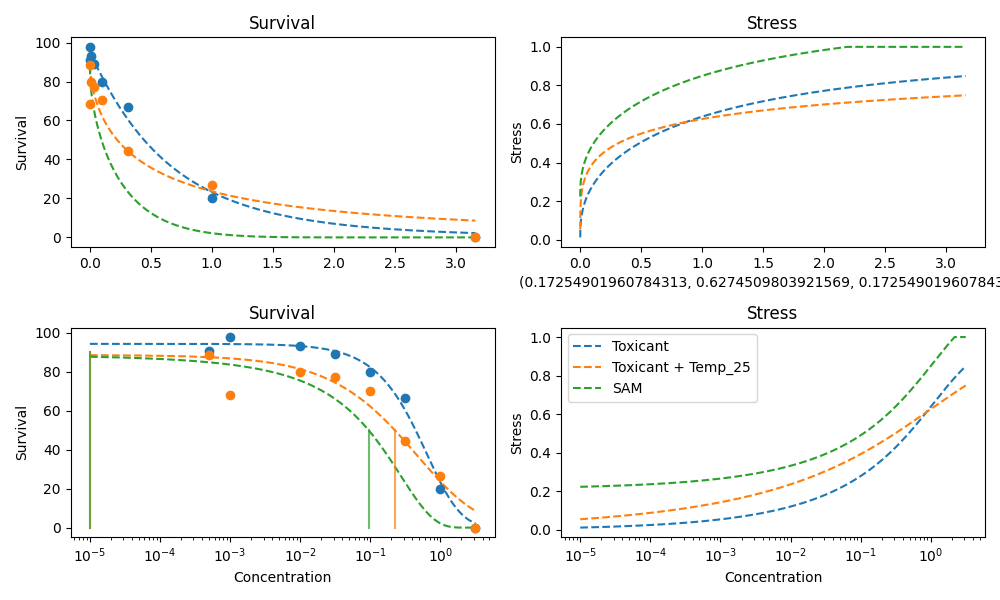 Survival
Survival
100
80
60
40
20
0
0.0 0.5 1.0 1.5 2.0 2.5 3.0
Stress
Stress
1.0
0.8
0.6
0.4
0.2
0.0
0.0 0.5 1.0 1.5 2.0 2.5 3.0
(0.17254901960784313, 0.6274509803921569, 0.172549019607843
Survival
Survival
100
80
60
40
20
0
10⁻⁵ 10⁻⁴ 10⁻³ 10⁻² 10⁻¹ 10⁰
Concentration
Stress
Stress
1.0
0.8
0.6
0.4
0.2
0.0
Toxicant
Toxicant + Temp_25
SAM
10⁻⁵ 10⁻⁴ 10⁻³ 10⁻² 10⁻¹ 10⁰
Concentration